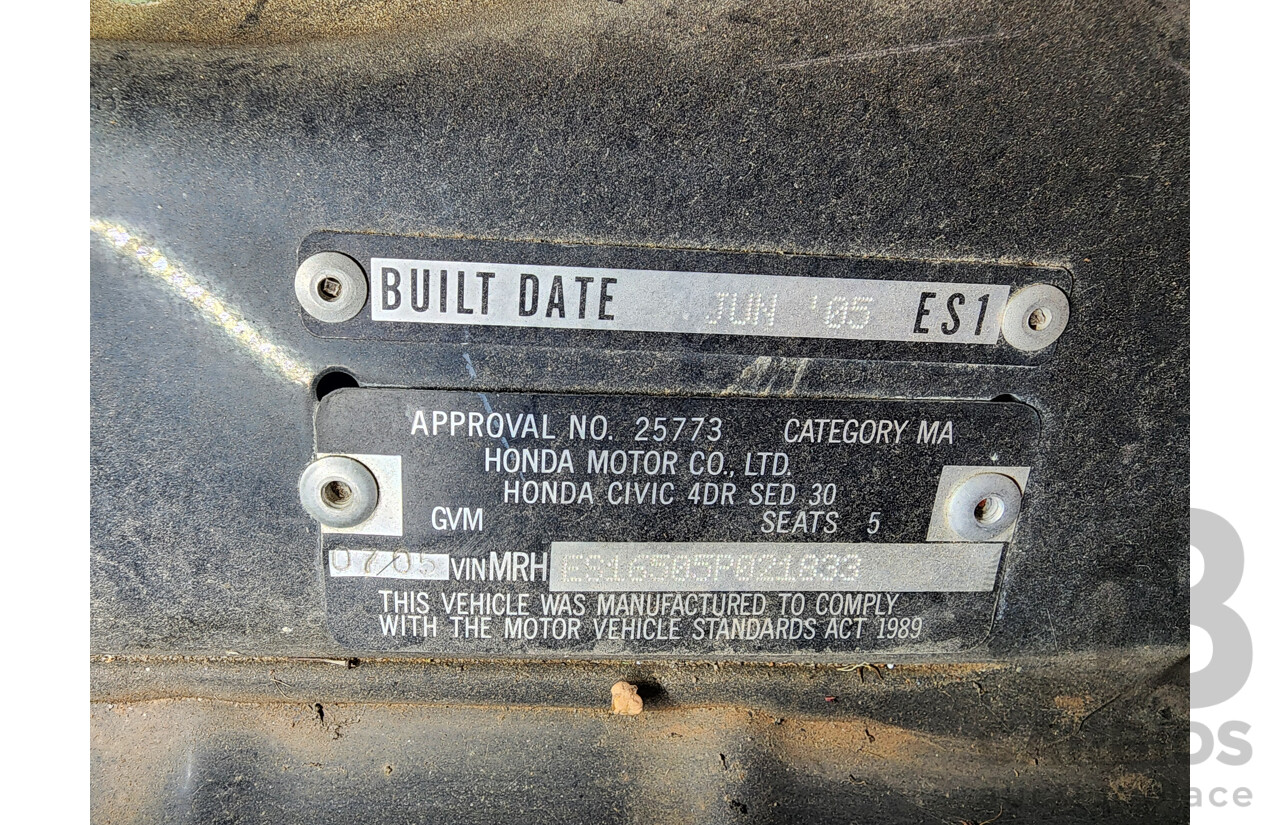 BUILT DATE JUN '05 ES1
APPROVAL NO. 25773 CATEGORY MA
HONDA MOTOR CO., LTD.
HONDA CIVIC 4DR SED 30
GVM SEATS 5
07/05 VIN MRH ES16505P021833
THIS VEHICLE WAS MANUFACTURED TO COMPLY
WITH THE MOTOR VEHICLE STANDARDS ACT 1989